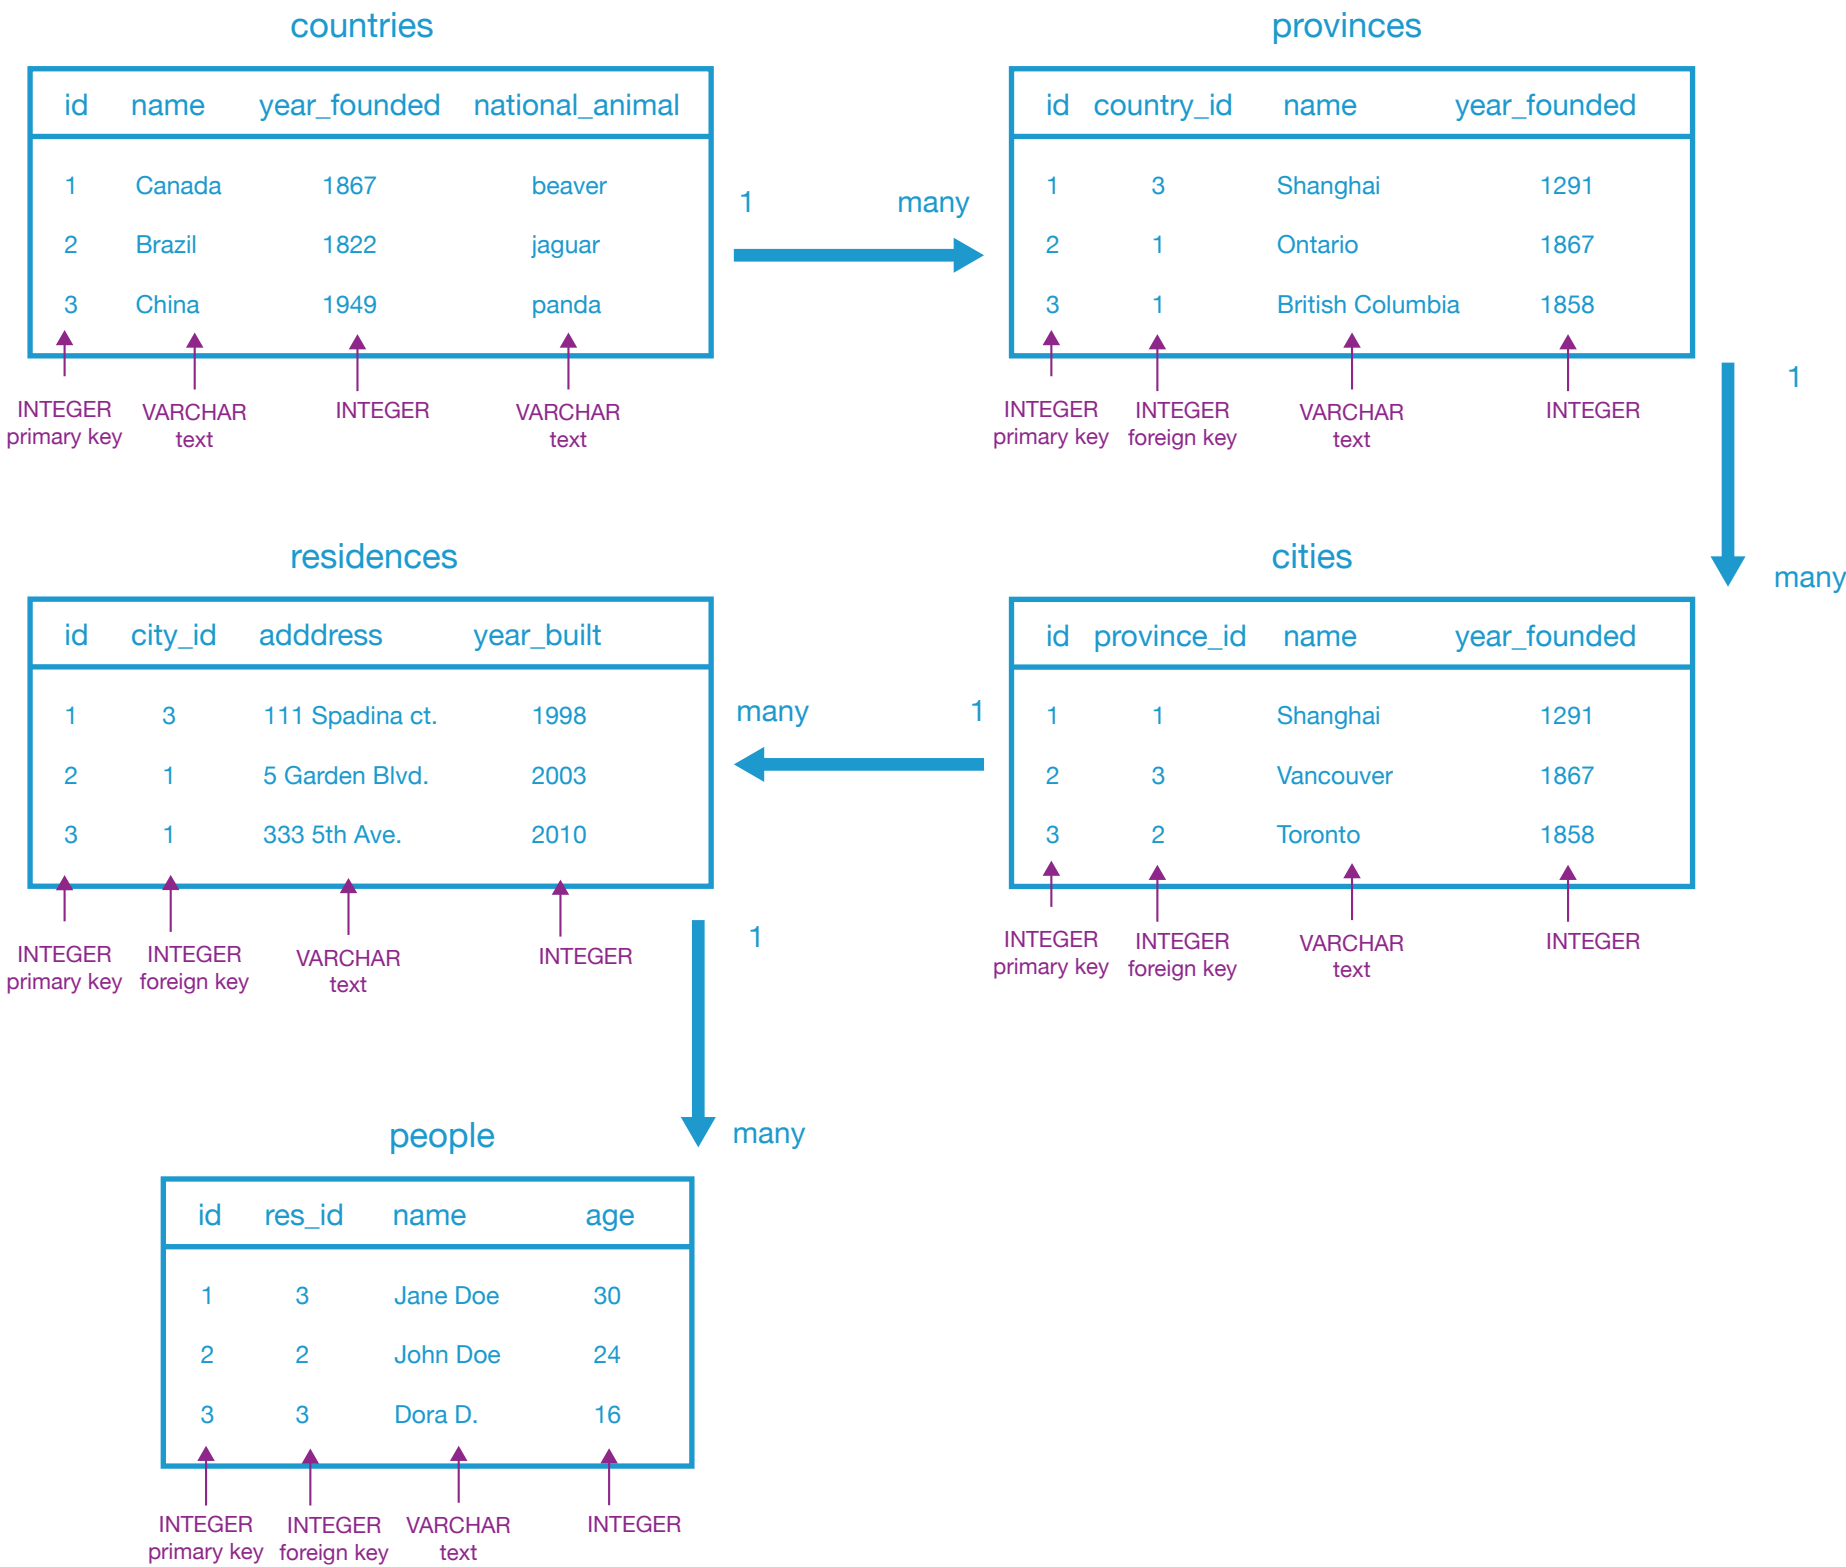 countries
id name year_founded national_animal
1 Canada 1867 beaver
2 Brazil 1822 jaguar
3 China 1949 panda
INTEGER primary key
VARCHAR text
INTEGER
VARCHAR text
1 many
provinces
id country_id name year_founded
1 3 Shanghai 1291
2 1 Ontario 1867
3 1 British Columbia 1858
INTEGER primary key
INTEGER foreign key
VARCHAR text
INTEGER
1
many
residences
id city_id adddress year_built
1 3 111 Spadina ct. 1998
2 1 5 Garden Blvd. 2003
3 1 333 5th Ave. 2010
INTEGER primary key
INTEGER foreign key
VARCHAR text
INTEGER
many 1
cities
id province_id name year_founded
1 1 Shanghai 1291
2 3 Vancouver 1867
3 2 Toronto 1858
INTEGER primary key
INTEGER foreign key
VARCHAR text
INTEGER
1
many
people
id res_id name age
1 3 Jane Doe 30
2 2 John Doe 24
3 3 Dora D. 16
INTEGER primary key
INTEGER foreign key
VARCHAR text
INTEGER